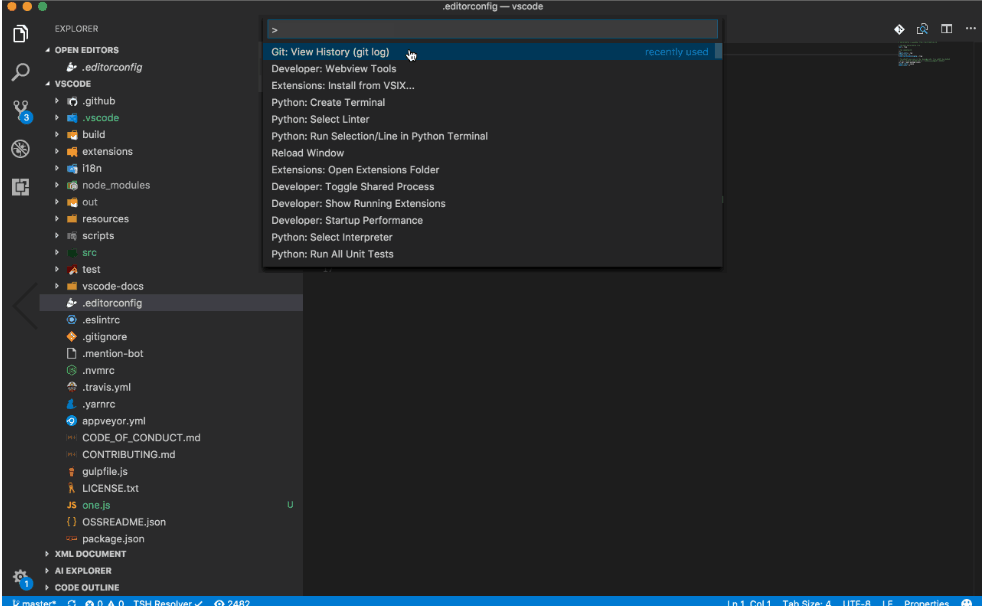 .editorconfig — vscode
EXPLORER
OPEN EDITORS
.editorconfig
VSCODE
.github
.vscode
build
extensions
i18n
node_modules
out
resources
scripts
src
test
vscode-docs
.editorconfig
.eslintrc
.gitignore
.mention-bot
.nvmrc
.travis.yml
.yarnrc
appveyor.yml
CODE_OF_CONDUCT.md
CONTRIBUTING.md
gulpfile.js
LICENSE.txt
JS one.js U
{ } OSSREADME.json
package.json
XML DOCUMENT
AI EXPLORER
CODE OUTLINE
3
1
>
Git: View History (git log) recently used
Developer: Webview Tools
Extensions: Install from VSIX...
Python: Create Terminal
Python: Select Linter
Python: Run Selection/Line in Python Terminal
Reload Window
Extensions: Open Extensions Folder
Developer: Toggle Shared Process
Developer: Show Running Extensions
Developer: Startup Performance
Python: Select Interpreter
Python: Run All Unit Tests
master* 0 0 TSH Resolver 2482 Ln 1, Col 1 Tab Size: 4 UTF-8 LF Properties